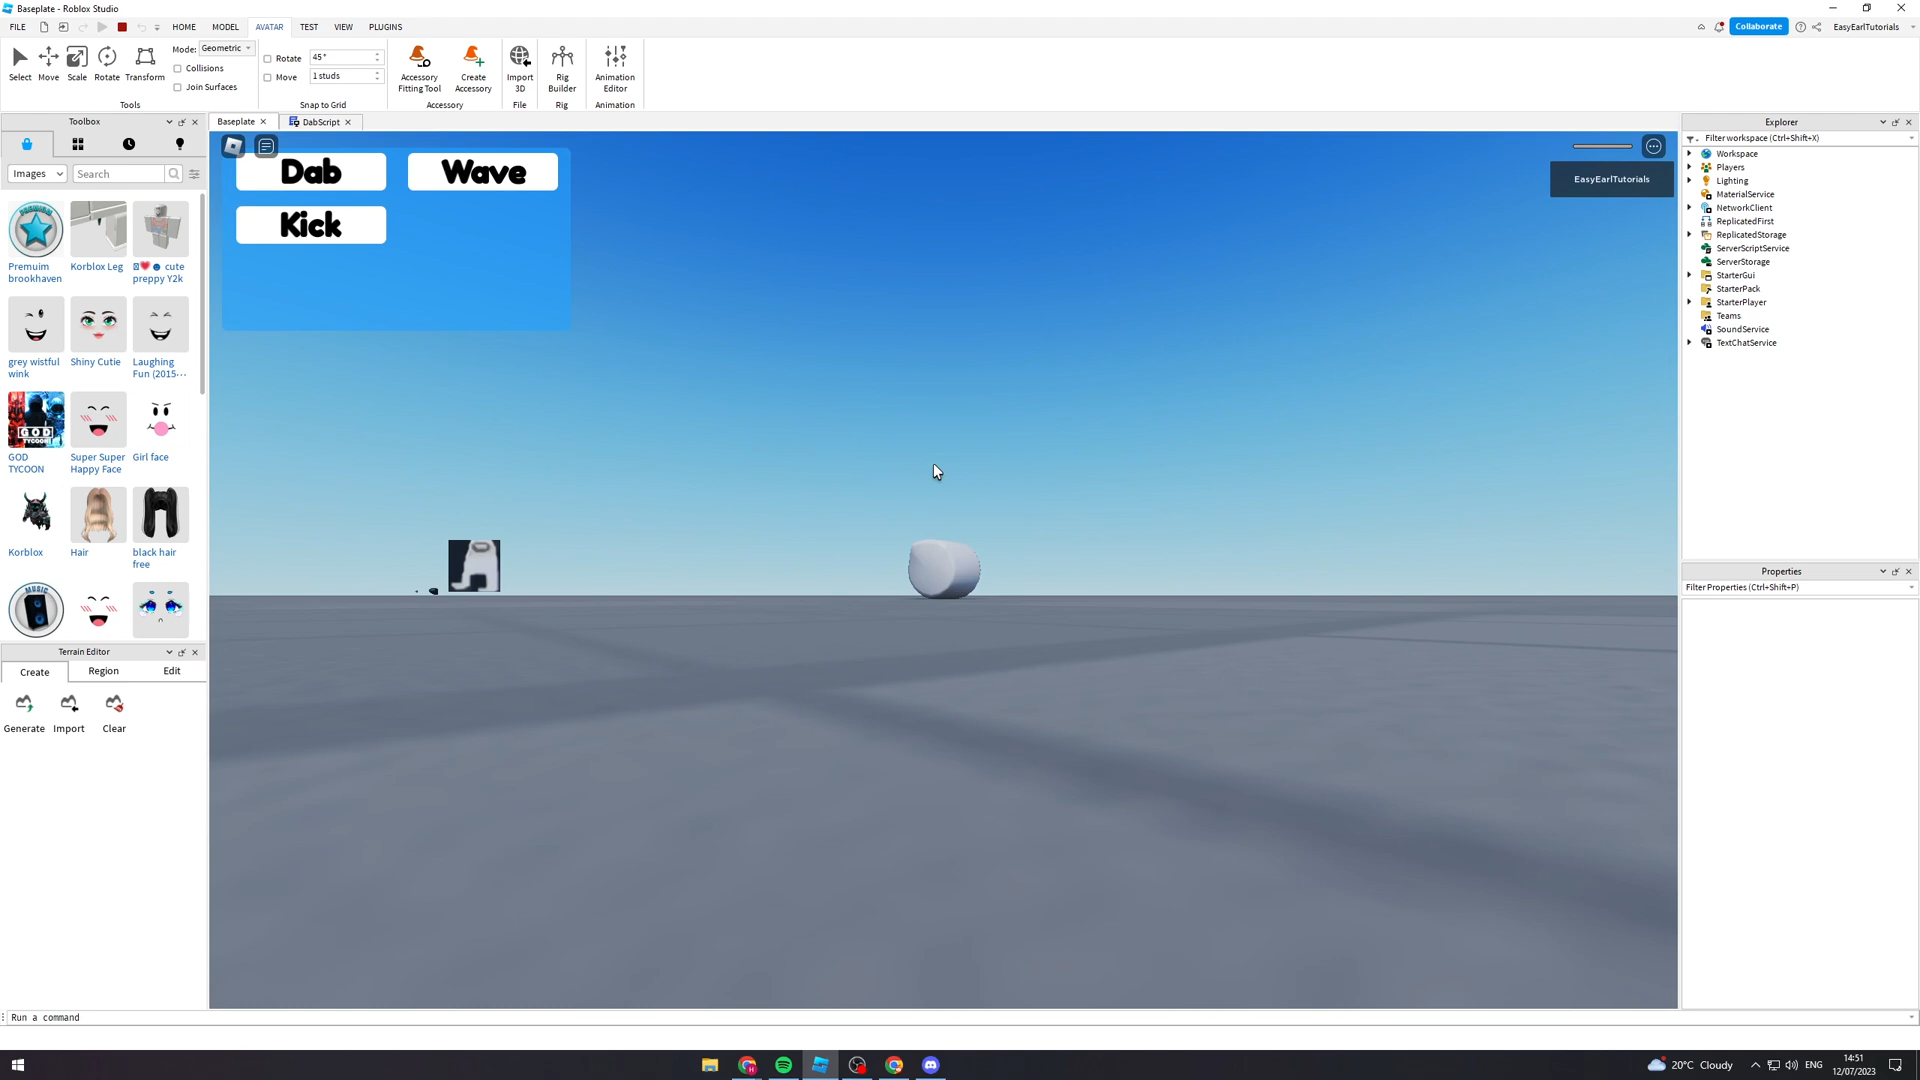 Baseplate - Roblox Studio
FILE HOME MODEL AVATAR TEST VIEW PLUGINS Collaborate EasyEarlTutorials
Select Move Scale Rotate Transform
Mode: Geometric
Collisions
Join Surfaces
Tools
Rotate 45°
Move 1 studs
Snap to Grid
Accessory Fitting Tool
Create Accessory
Accessory
Import 3D
File
Rig Builder
Rig
Animation Editor
Animation
Toolbox
Images Search
Premuim brookhaven
Korblox Leg
cute preppy Y2k
grey wistful wink
Shiny Cutie
Laughing Fun (2015...
GOD TYCOON
GOD TYCOON
Super Super Happy Face
Girl face
Korblox
Hair
black hair free
MUSIC
Terrain Editor
Create Region Edit
Generate Import Clear
Baseplate DabScript
Dab Wave
Kick
EasyEarlTutorials
Explorer
Filter workspace (Ctrl+Shift+X)
Workspace
Players
Lighting
MaterialService
NetworkClient
ReplicatedFirst
ReplicatedStorage
ServerScriptService
ServerStorage
StarterGui
StarterPack
StarterPlayer
Teams
SoundService
TextChatService
Properties
Filter Properties (Ctrl+Shift+P)
Run a command
20°C Cloudy ENG
14:51
12/07/2023